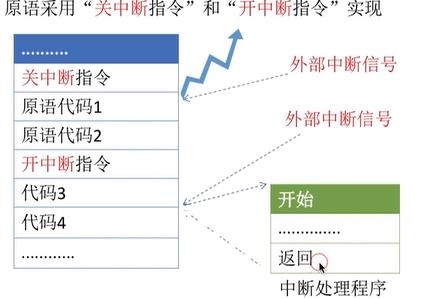 原语采用“关中断指令”和“开中断指令”实现
..........
关中断指令
原语代码1
原语代码2
开中断指令
代码3
代码4
............
外部中断信号
外部中断信号
开始
..............
返回
中断处理程序